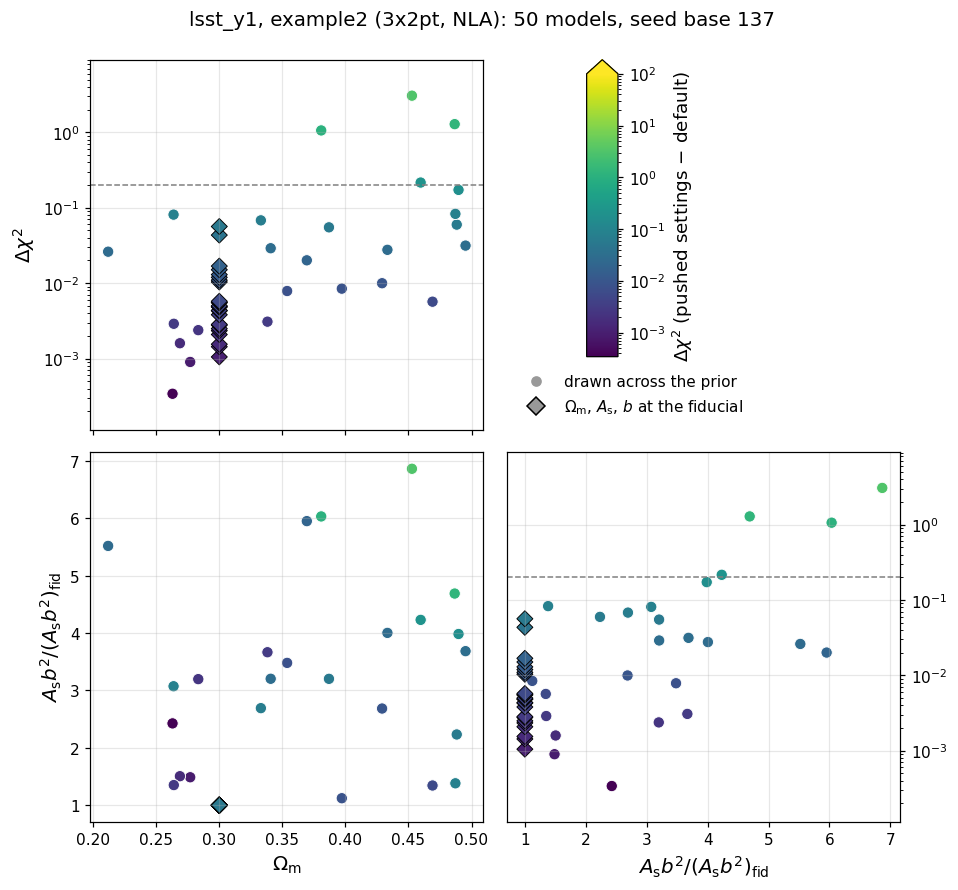 lsst_y1, example2 (3x2pt, NLA): 50 models, seed base 137
Δχ²
10⁰
10⁻¹
10⁻²
10⁻³
10²
10¹
10⁰
10⁻¹
10⁻²
10⁻³
Δχ² (pushed settings − default)
drawn across the prior
Ωₘ, Aₛ, b at the fiducial
Aₛb²/(Aₛb²)fid
7
6
5
4
3
2
1
0.20 0.25 0.30 0.35 0.40 0.45 0.50
Ωₘ
10⁰
10⁻¹
10⁻²
10⁻³
1 2 3 4 5 6 7
Aₛb²/(Aₛb²)fid